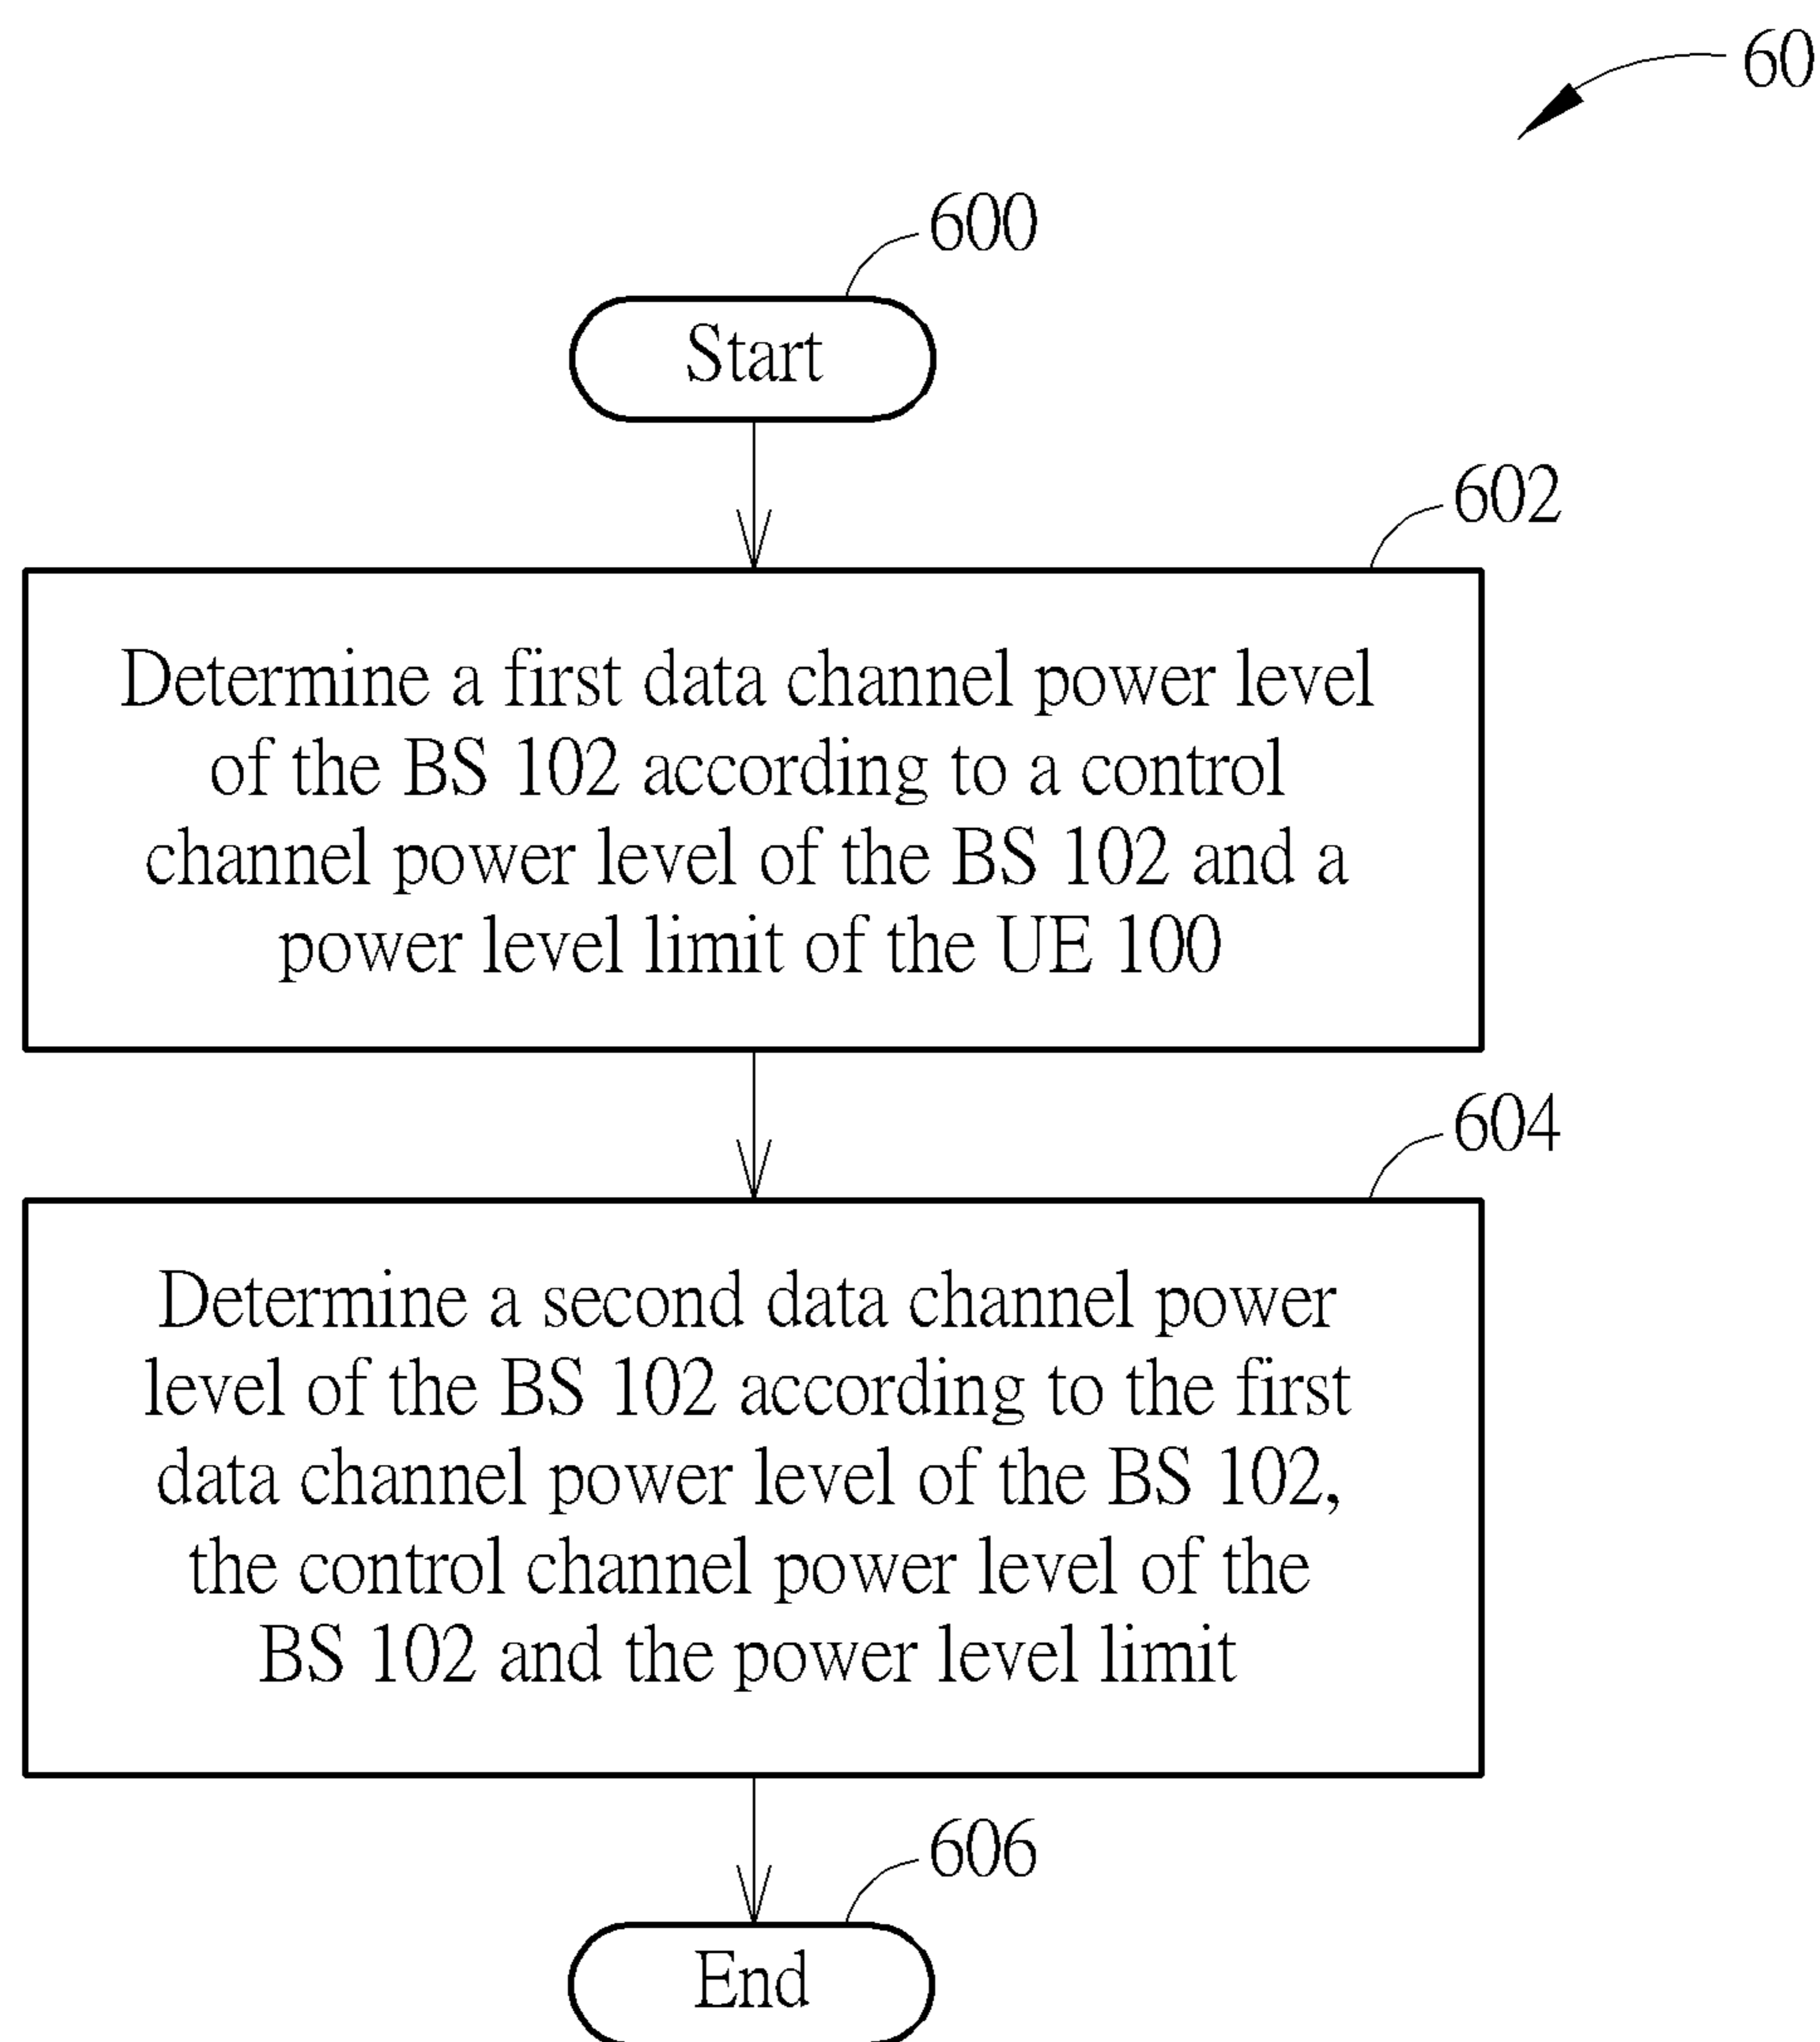 60
600
Start
602
Determine a first data channel power level
of the BS 102 according to a control
channel power level of the BS 102 and a
power level limit of the UE 100
604
Determine a second data channel power
level of the BS 102 according to the first
data channel power level of the BS 102,
the control channel power level of the
BS 102 and the power level limit
606
End